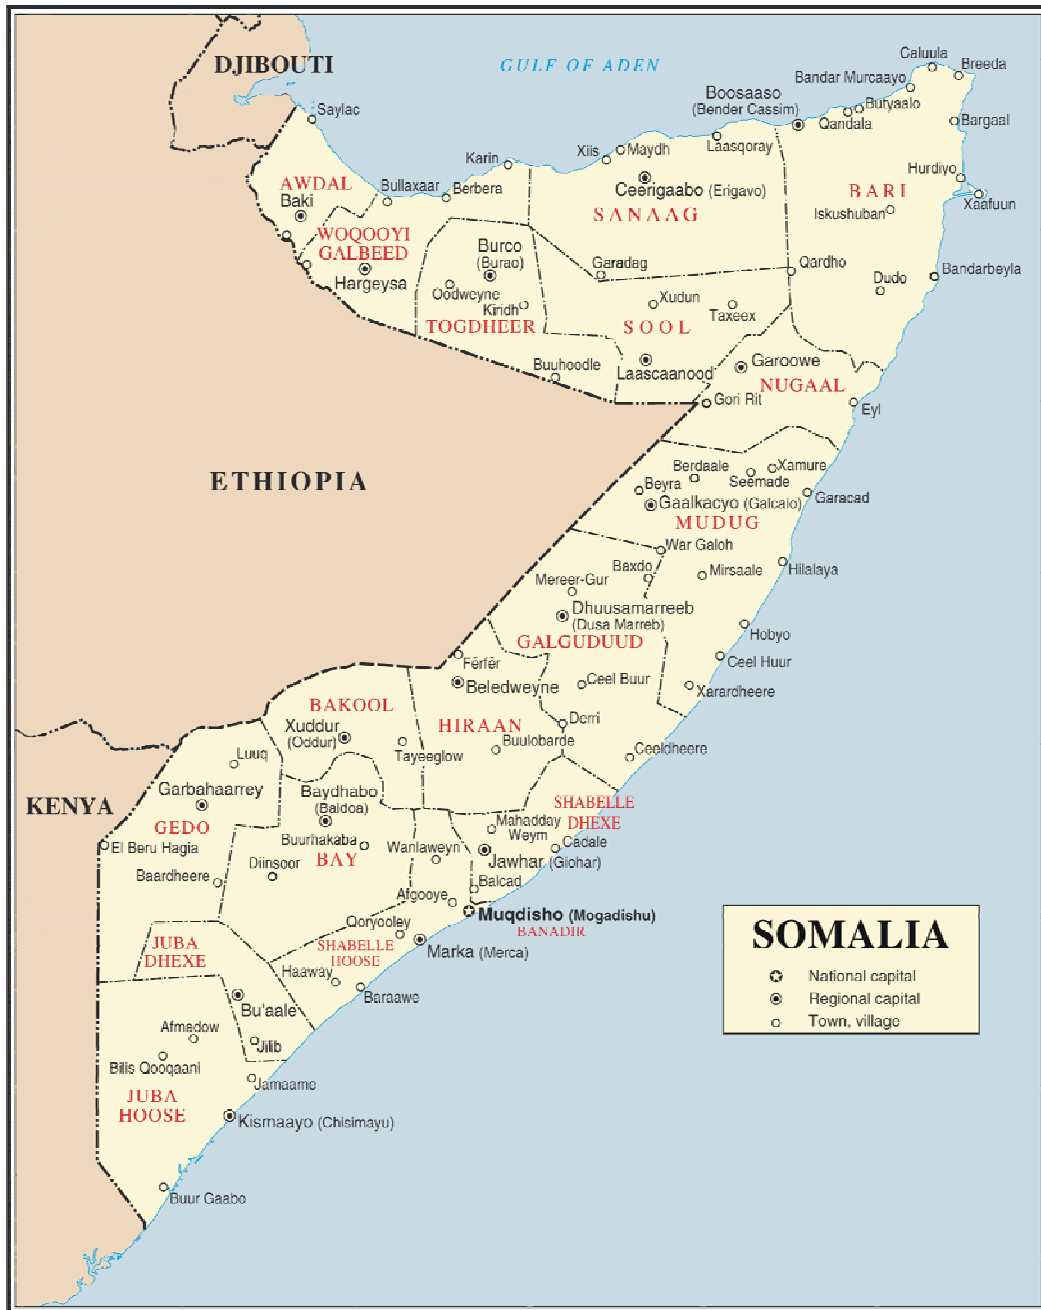 DJIBOUTI
GULF OF ADEN
Caluula
Breeda
Bandar Murcaayo
Boosaaso
(Bender Cassim)
Butyaalo
Qandala
Bargaal
Saylac
Xiis
Maydh
Laasqoray
Karin
Hurdiyo
AWDAL
Baki
Bullaxaar
Berbera
Ceerigaabo (Erigavo)
SANAAG
BARI
Iskushuban
Xaafuun
WOQOOYI
GALBEED
Hargeysa
Burco
(Burao)
Oodweyne
Kiridh
TOGDHEER
Garadag
Qardho
Dudo
Bandarbeyla
Xudun
Taxeex
SOOL
Buuhoodle
Laascaanood
Garoowe
NUGAAL
Gori Rit
Eyl
ETHIOPIA
Berdaale
Xamure
Seemade
Beyra
Gaalkacyo (Galcaio)
Garacad
MUDUG
War Galoh
Baxdo
Mirsaale
Hilalaya
Mereer-Gur
Dhuusamarreeb
(Dusa Marreb)
GALGUDUUD
Hobyo
Ceel Huur
Fërfër
Beledweyne
Ceel Buur
Xarardheere
BAKOOL
Xuddur
(Oddur)
HIRAAN
Derri
Tayeeglow
Buulobarde
Ceeldheere
Luuq
KENYA
Garbahaarrey
Baydhabo
(Baidoa)
SHABELLE
DHEXE
GEDO
Mahadday
Weym
El Beru Hagia
Buurhakaba
BAY
Wanlaweyn
Cadale
Jawhar (Giohar)
Baardheere
Diinsoor
Balcad
Afgooye
Muqdisho (Mogadishu)
BANADIR
Qoryooley
JUBA
DHEXE
SHABELLE
HOOSE
Marka (Merca)
Haaway
Baraawe
Bu'aale
Afmadow
Jilib
Bilis Qooqaani
Jamaame
JUBA
HOOSE
Kismaayo (Chisimayu)
Buur Gaabo
SOMALIA
National capital
Regional capital
Town, village